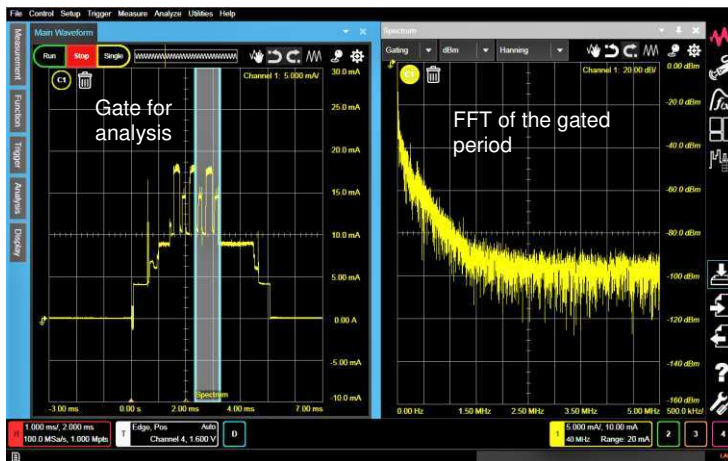 File Control Setup Trigger Measure Analyze Utilities Help
Main Waveform
Spectrum
Run Stop Single
Gating dBm Hanning
Measurement
Function
Trigger
Analysis
Display
C1
Channel 1: 5.000 mA/
30.0 mA
25.0 mA
20.0 mA
15.0 mA
10.0 mA
5.00 mA
0.00 A
-5.00 mA
-10.0 mA
Gate for
analysis
Spectrum
-3.00 ms 0.00 s 2.00 ms 4.00 ms 7.00 ms
C1
Channel 1: 20.00 dB/
0.00 dBm
-20.0 dBm
-40.0 dBm
-60.0 dBm
-80.0 dBm
-100 dBm
-120 dBm
-140 dBm
-160 dBm
FFT of the gated
period
0.00 Hz 1.50 MHz 2.50 MHz 3.50 MHz 5.00 MHz 500.0 kHz/
H
1.000 ms/, 2.000 ms
100.0 MSa/s, 1.000 Mpts
T
Edge, Pos Auto
Channel 4, 1.600 V
D
1
5.000 mA/, 10.00 mA
40 MHz Range: 20 mA
2
3
4